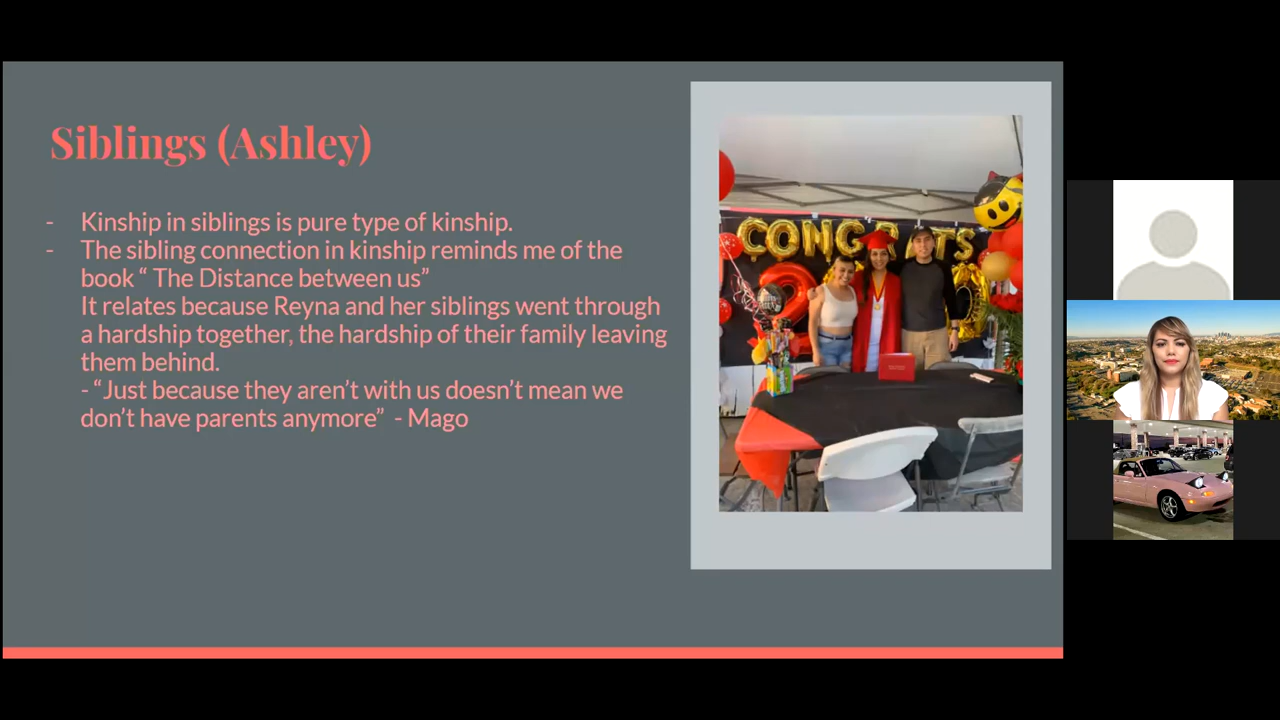 Siblings (Ashley)
- Kinship in siblings is pure type of kinship.
- The sibling connection in kinship reminds me of the
book “ The Distance between us”
It relates because Reyna and her siblings went through
a hardship together, the hardship of their family leaving
them behind.
- “Just because they aren’t with us doesn’t mean we
don’t have parents anymore” - Mago
CONGRATS